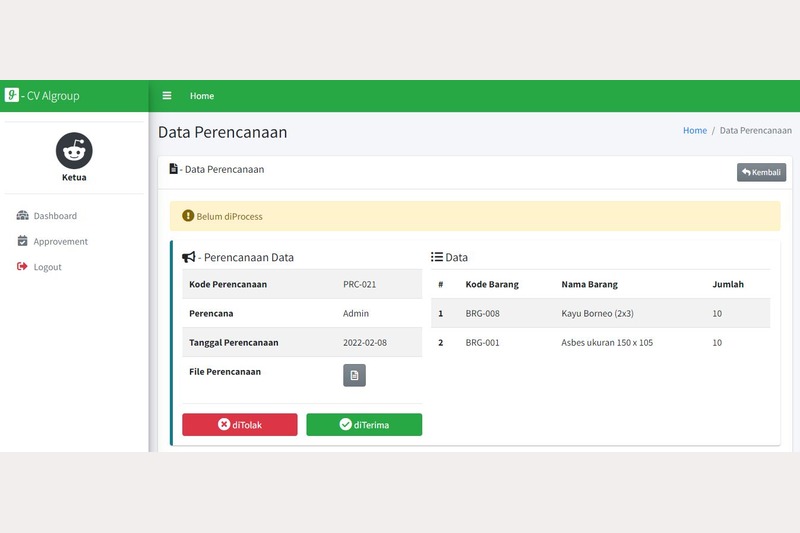 g - CV Algroup
Home
Ketua
Dashboard
Approvement
Logout
Data Perencanaan
Home / Data Perencanaan
- Data Perencanaan
Kembali
Belum diProcess
- Perencanaan Data
Kode Perencanaan PRC-021
Perencana Admin
Tanggal Perencanaan 2022-02-08
File Perencanaan
diTolak
diTerima
Data
# Kode Barang Nama Barang Jumlah
1 BRG-008 Kayu Borneo (2x3) 10
2 BRG-001 Asbes ukuran 150 x 105 10